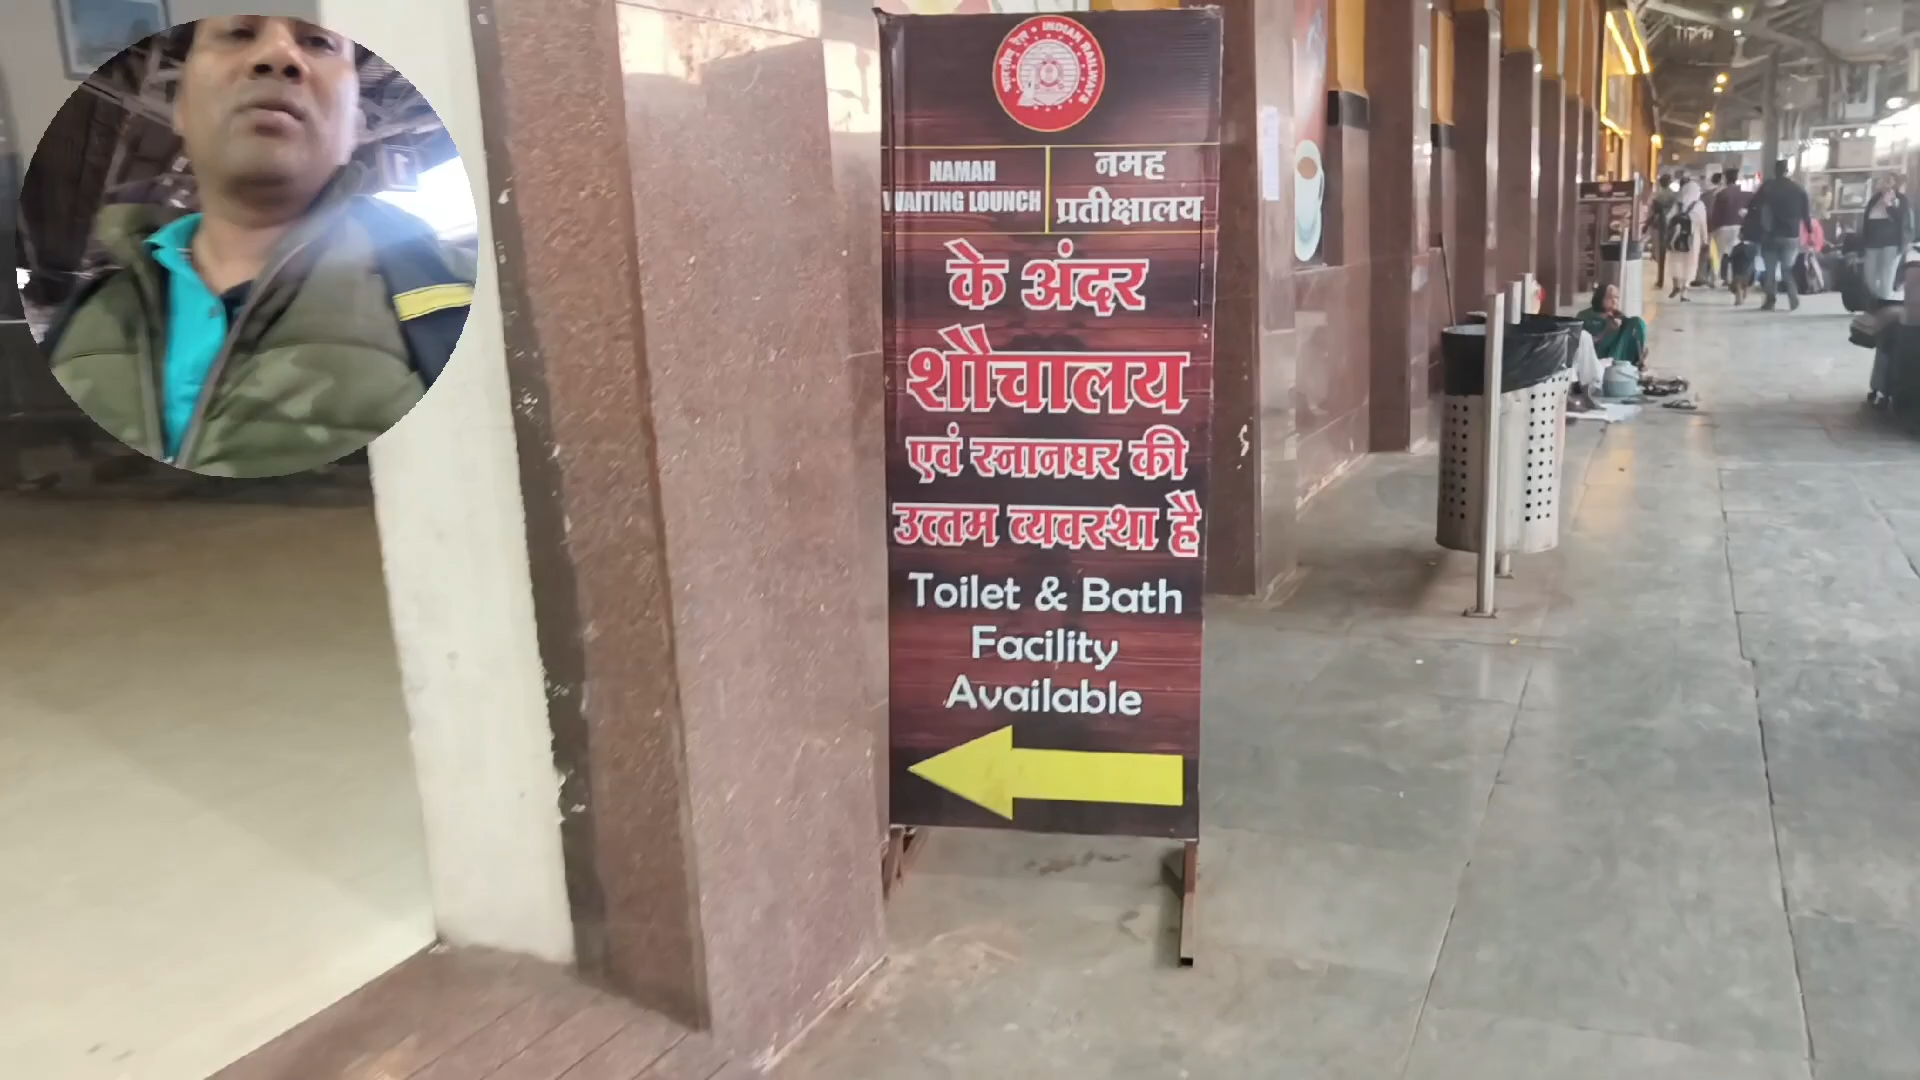 भारतीय रेल • INDIAN RAILWAYS
NAMAH
WAITING LOUNCH
नमह
प्रतीक्षालय
के अंदर
शौचालय
एवं स्नानघर की
उत्तम व्यवस्था है
Toilet & Bath
Facility
Available